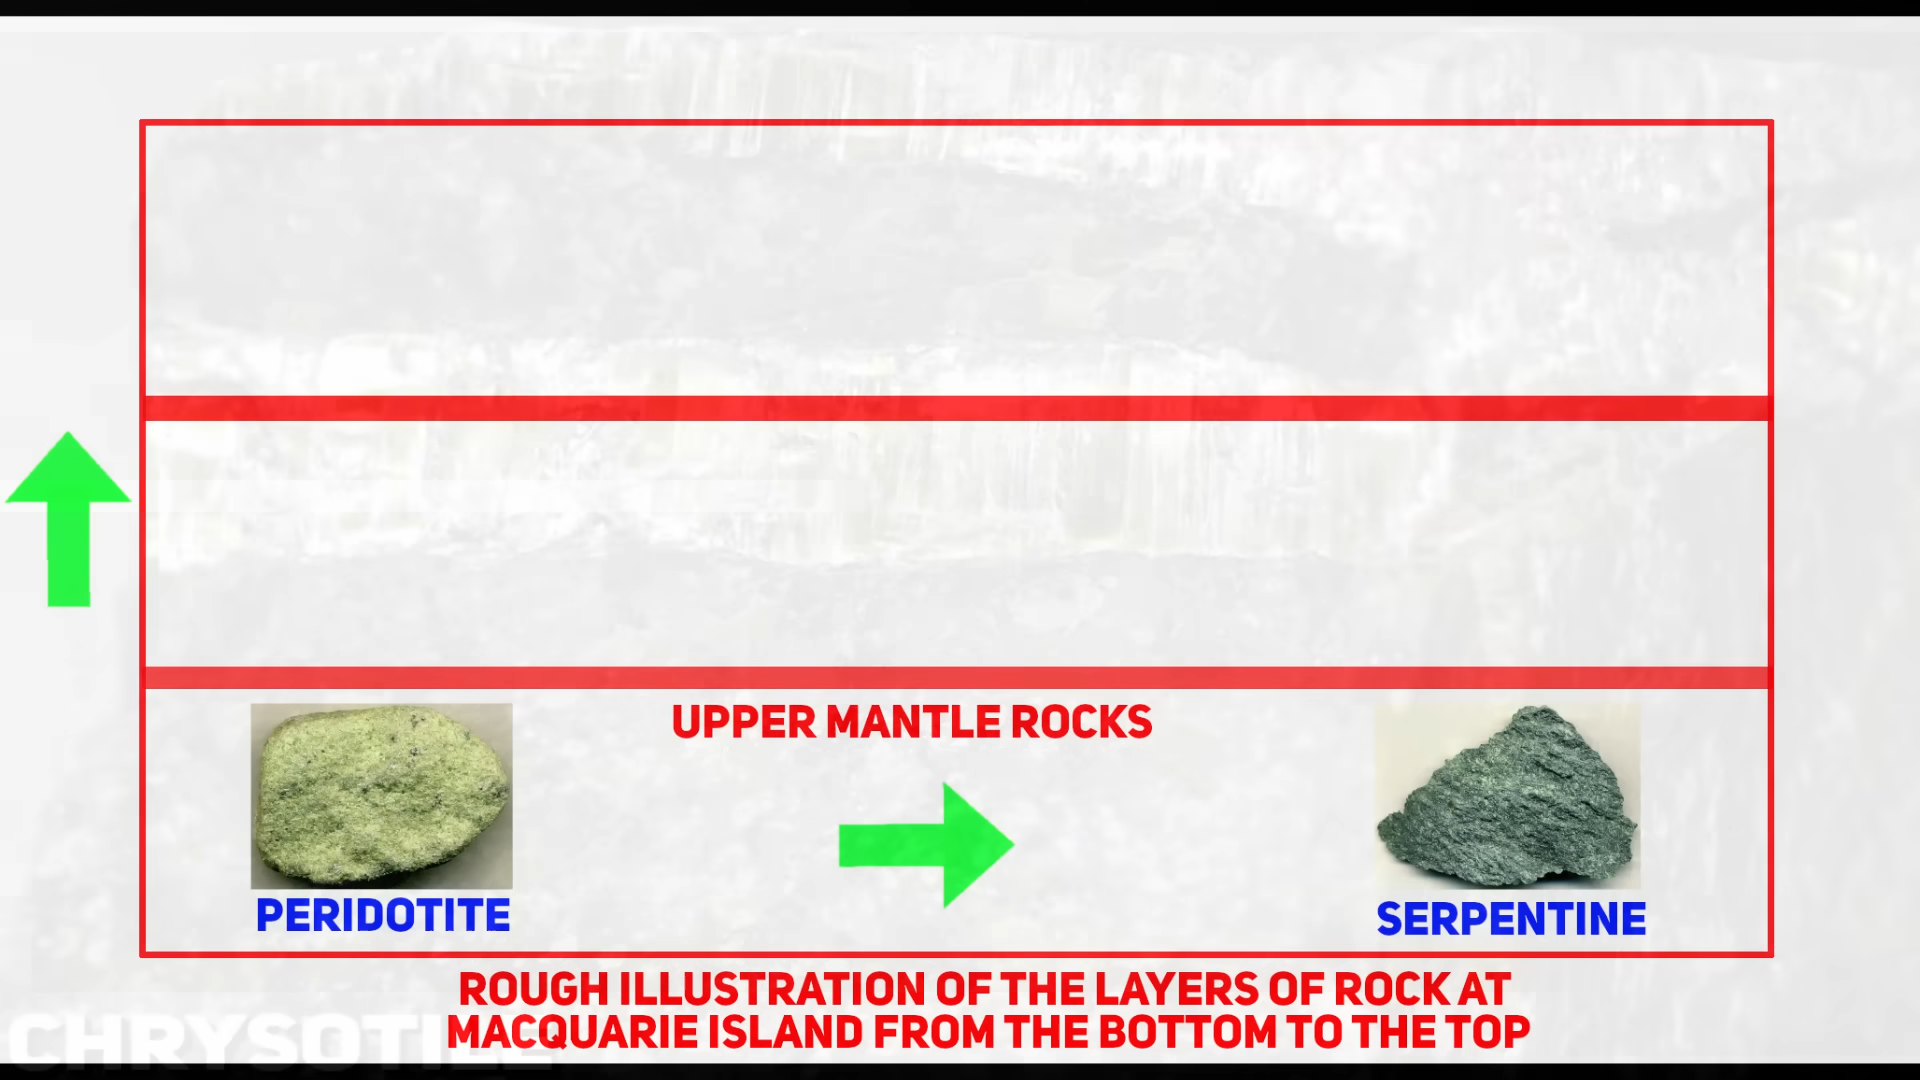 UPPER MANTLE ROCKS
PERIDOTITE
SERPENTINE
ROUGH ILLUSTRATION OF THE LAYERS OF ROCK AT
MACQUARIE ISLAND FROM THE BOTTOM TO THE TOP
CHRYSOTILE